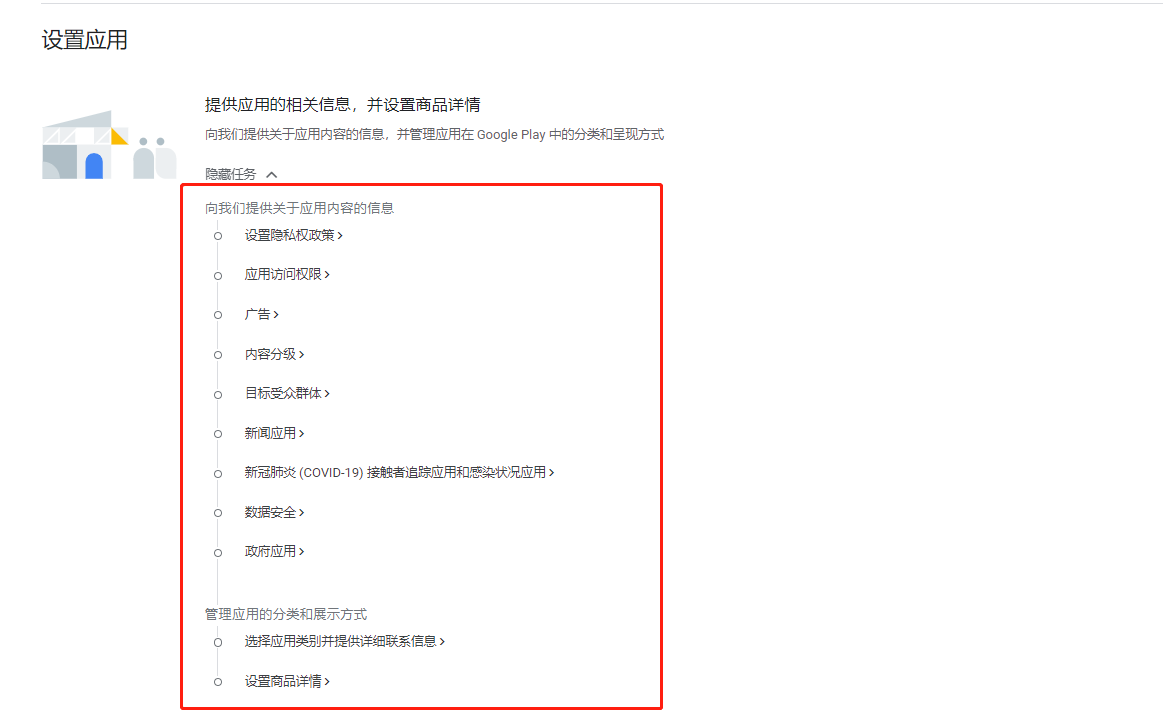 设置应用
提供应用的相关信息，并设置商品详情
向我们提供关于应用内容的信息，并管理应用在 Google Play 中的分类和呈现方式
隐藏任务
向我们提供关于应用内容的信息
设置隐私权政策
应用访问权限
广告
内容分级
目标受众群体
新闻应用
新冠肺炎 (COVID-19) 接触者追踪应用和感染状况应用
数据安全
政府应用
管理应用的分类和展示方式
选择应用类别并提供详细联系信息
设置商品详情